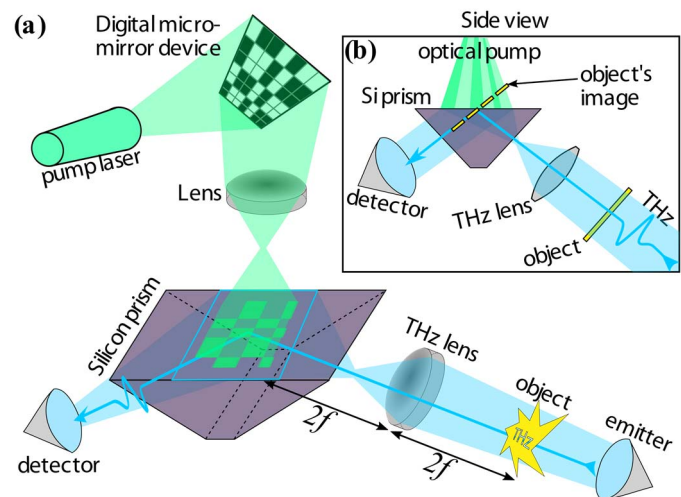 (a)
Digital micro-
mirror device
pump laser
Lens
Silicon prism
detector
THz lens
object
THz
emitter
2f
2f
Side view
(b)
optical pump
object's
image
Si prism
detector
THz lens
THz
object